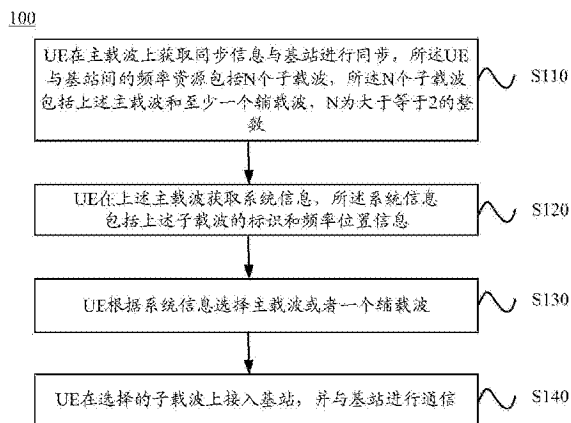 100
UE在主载波上获取同步信息与基站进行同步，所述UE
与基站间的频率资源包括N个子载波，所述N个子载波
包括上述主载波和至少一个辅载波，N为大于等于2的整
数
S110
UE在上述主载波获取系统信息，所述系统信息
包括上述子载波的标识和频率位置信息
S120
UE根据系统信息选择主载波或者一个辅载波
S130
UE在选择的子载波上接入基站，并与基站进行通信
S140